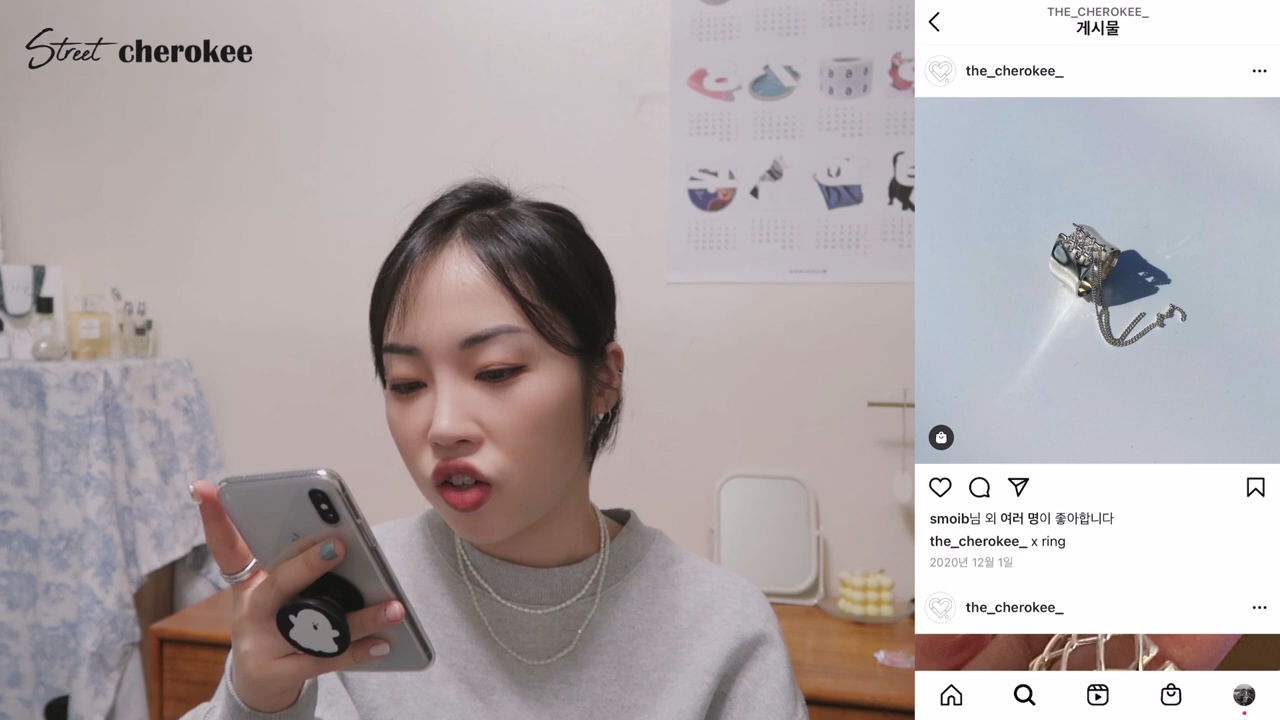 Street cherokee
THE_CHEROKEE_
게시물
the_cherokee_
smoib님 외 여러 명이 좋아합니다
the_cherokee_ x ring
2020년 12월 1일
the_cherokee_